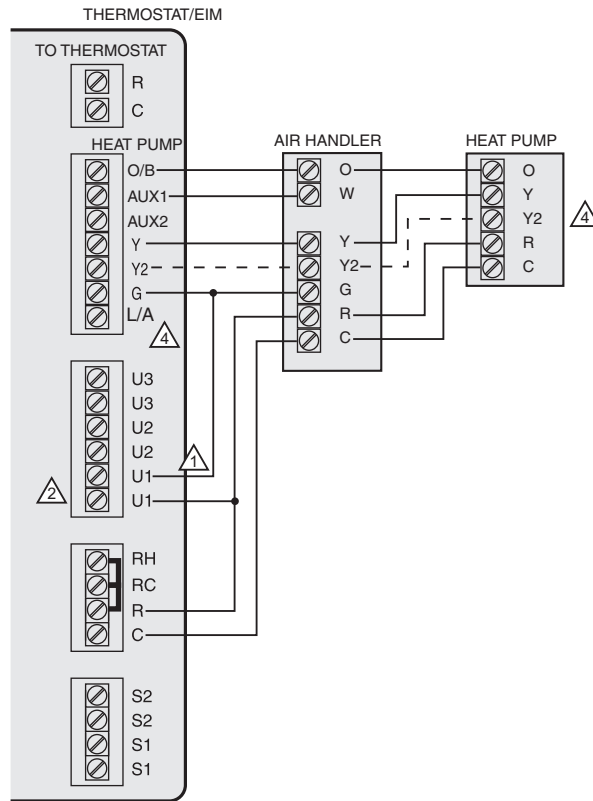 THERMOSTAT/EIM
TO THERMOSTAT
R
C
HEAT PUMP
O/B
AUX1
AUX2
Y
Y2
G
L/A
4
U3
U3
U2
U2
U1
1
2
U1
RH
RC
R
C
S2
S2
S1
S1
AIR HANDLER
O
W
Y
Y2
G
R
C
HEAT PUMP
O
Y
Y2
4
R
C